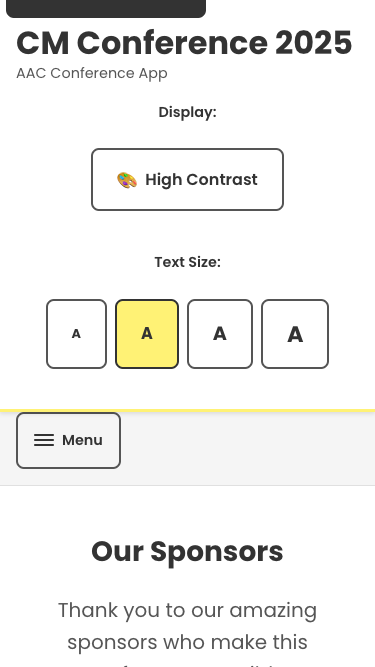 CM Conference 2025
AAC Conference App
Display:
🎨 High Contrast
Text Size:
A A A A
Menu
Our Sponsors
Thank you to our amazing
sponsors who make this